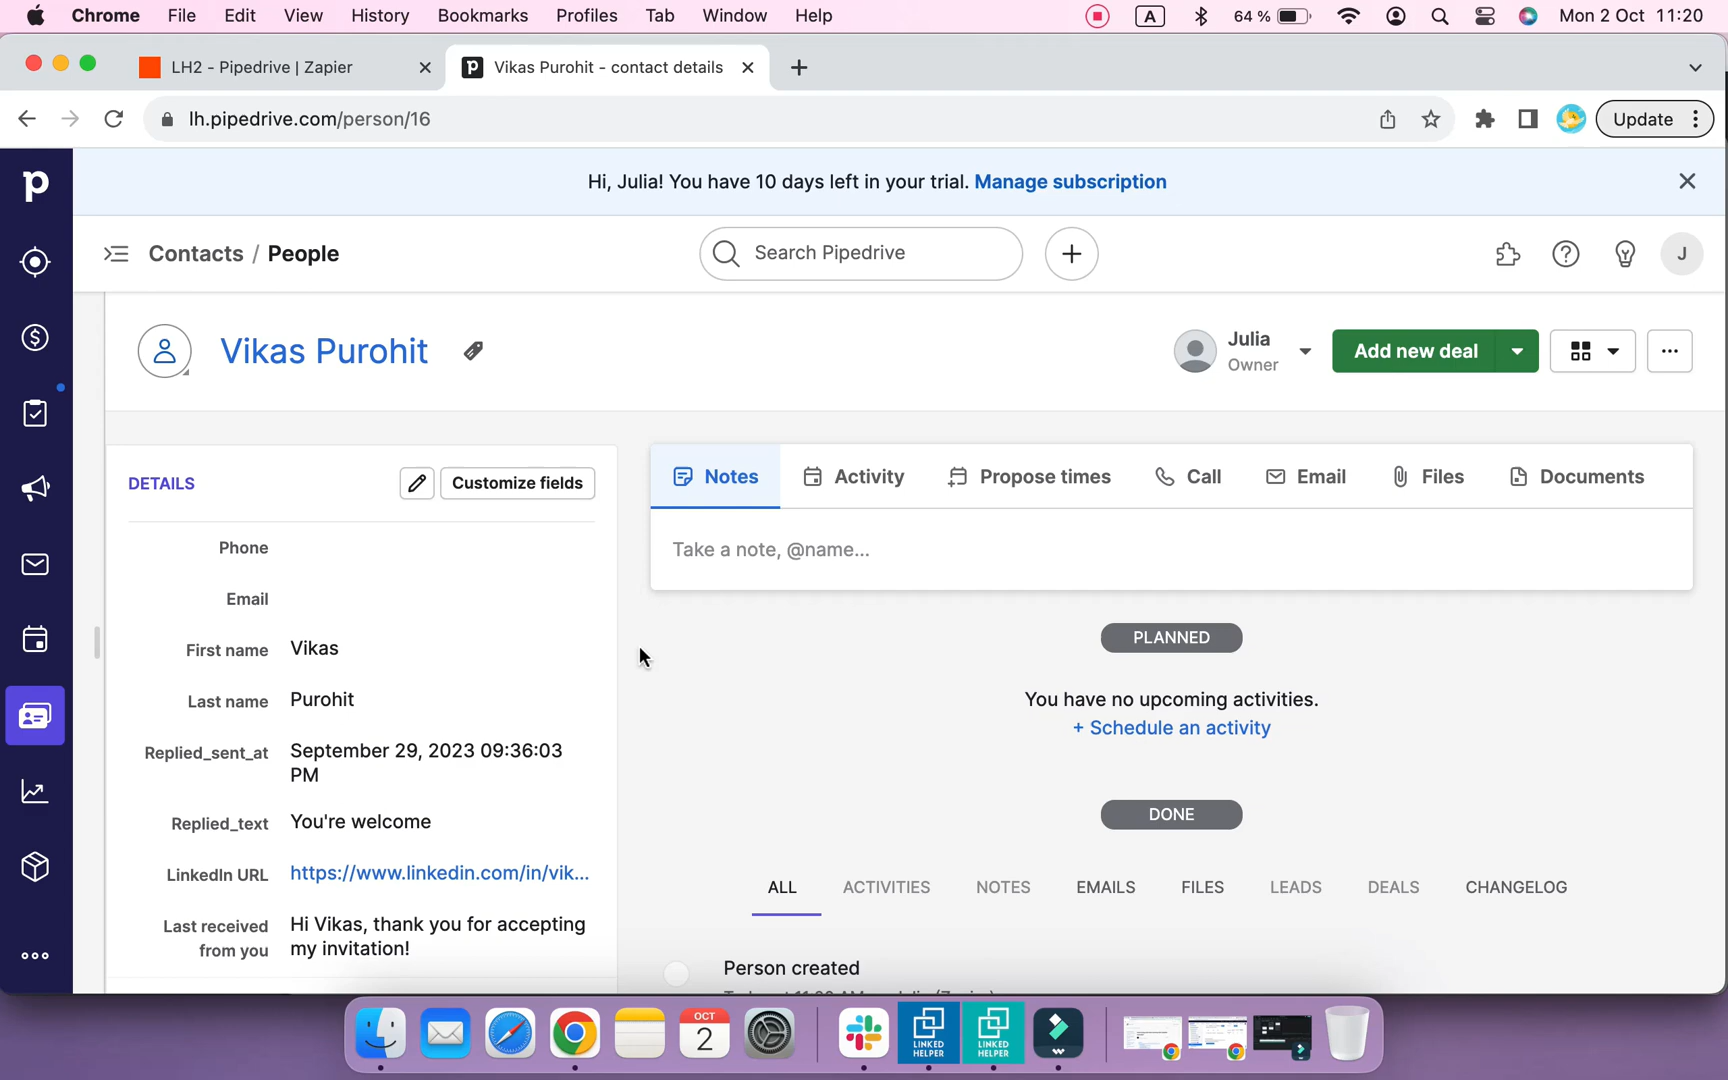 Chrome File Edit View History Bookmarks Profiles Tab Window Help A 64 % Mon 2 Oct 11:20
LH2 - Pipedrive | Zapier Vikas Purohit - contact details
lh.pipedrive.com/person/16 Update
Hi, Julia! You have 10 days left in your trial. Manage subscription
Contacts / People Search Pipedrive J
Vikas Purohit Julia Owner Add new deal
DETAILS Customize fields
Phone
Email
First name Vikas
Last name Purohit
Replied_sent_at September 29, 2023 09:36:03
PM
Replied_text You're welcome
LinkedIn URL https://www.linkedin.com/in/vik...
Last received Hi Vikas, thank you for accepting
from you my invitation!
Notes Activity Propose times Call Email Files Documents
Take a note, @name...
PLANNED
You have no upcoming activities.
+ Schedule an activity
DONE
ALL ACTIVITIES NOTES EMAILS FILES LEADS DEALS CHANGELOG
Person created
OCT
2
LINKED
HELPER
LINKED
HELPER